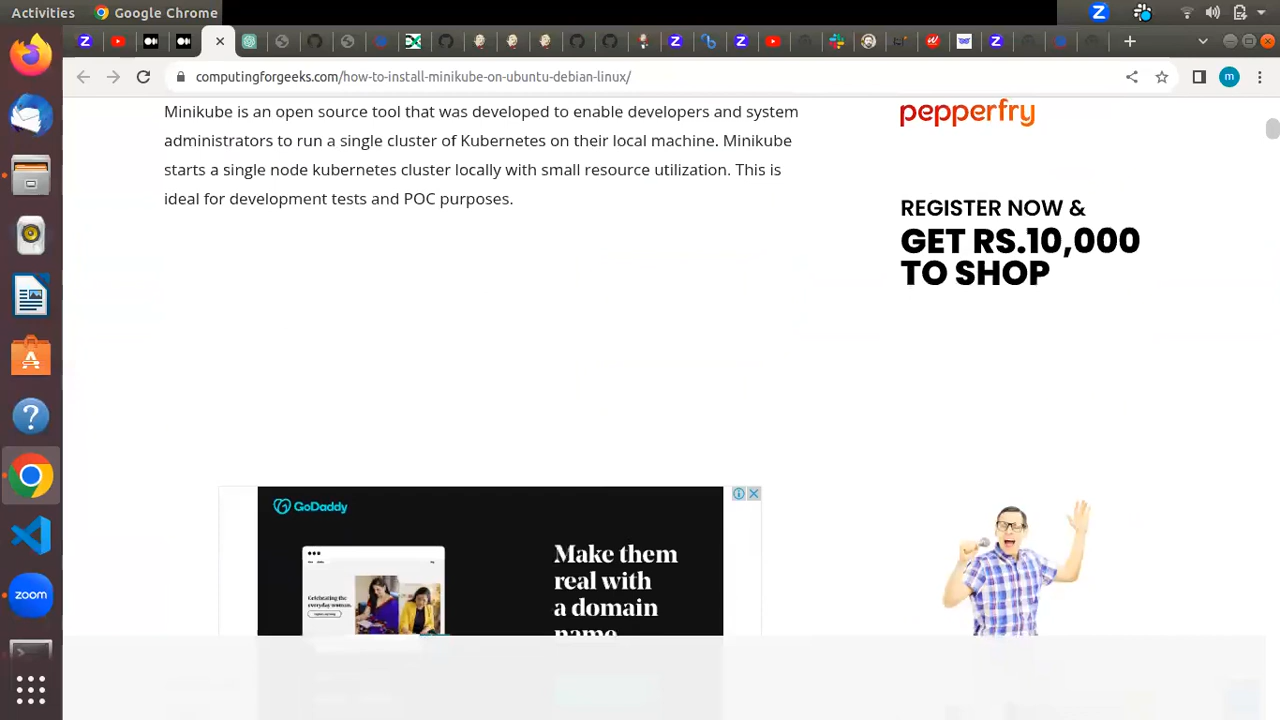 Activities
Google Chrome
computingforgeeks.com/how-to-install-minikube-on-ubuntu-debian-linux/
m
Minikube is an open source tool that was developed to enable developers and system
administrators to run a single cluster of Kubernetes on their local machine. Minikube
starts a single node kubernetes cluster locally with small resource utilization. This is
ideal for development tests and POC purposes.
pepperfry
REGISTER NOW &
GET RS.10,000
TO SHOP
GoDaddy
Make them
real with
a domain
name
Celebrating the
everyday women.
zoom